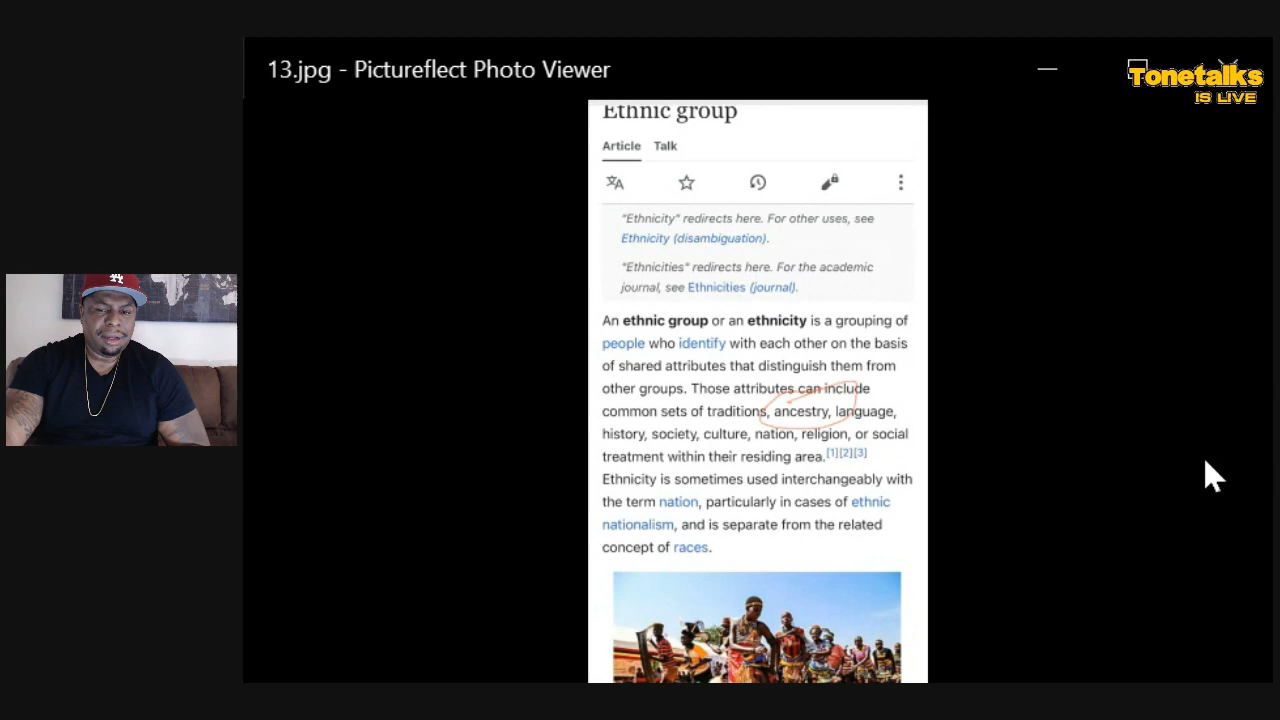 13.jpg - Pictureflect Photo Viewer
Tonetalks
IS LIVE
Ethnic group
Article Talk
"Ethnicity" redirects here. For other uses, see
Ethnicity (disambiguation).
"Ethnicities" redirects here. For the academic
journal, see Ethnicities (journal).
An ethnic group or an ethnicity is a grouping of
people who identify with each other on the basis
of shared attributes that distinguish them from
other groups. Those attributes can include
common sets of traditions, ancestry, language,
history, society, culture, nation, religion, or social
treatment within their residing area.[1][2][3]
Ethnicity is sometimes used interchangeably with
the term nation, particularly in cases of ethnic
nationalism, and is separate from the related
concept of races.